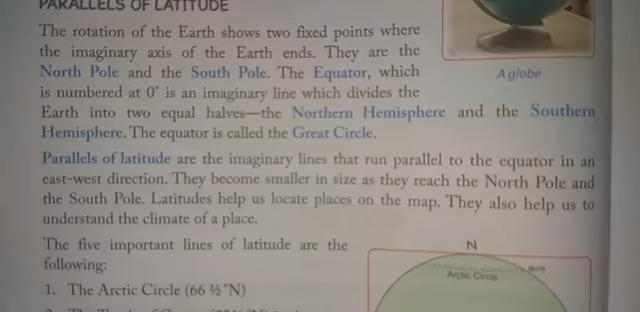 PARALLELS OF LATITUDE
The rotation of the Earth shows two fixed points where
the imaginary axis of the Earth ends. They are the
North Pole and the South Pole. The Equator, which
is numbered at 0° is an imaginary line which divides the
Earth into two equal halves—the Northern Hemisphere and the Southern
Hemisphere. The equator is called the Great Circle.
A globe
Parallels of latitude are the imaginary lines that run parallel to the equator in an
east-west direction. They become smaller in size as they reach the North Pole and
the South Pole. Latitudes help us locate places on the map. They also help us to
understand the climate of a place.
The five important lines of latitude are the
following:
1. The Arctic Circle (66 ½°N)
N
Arctic Circle